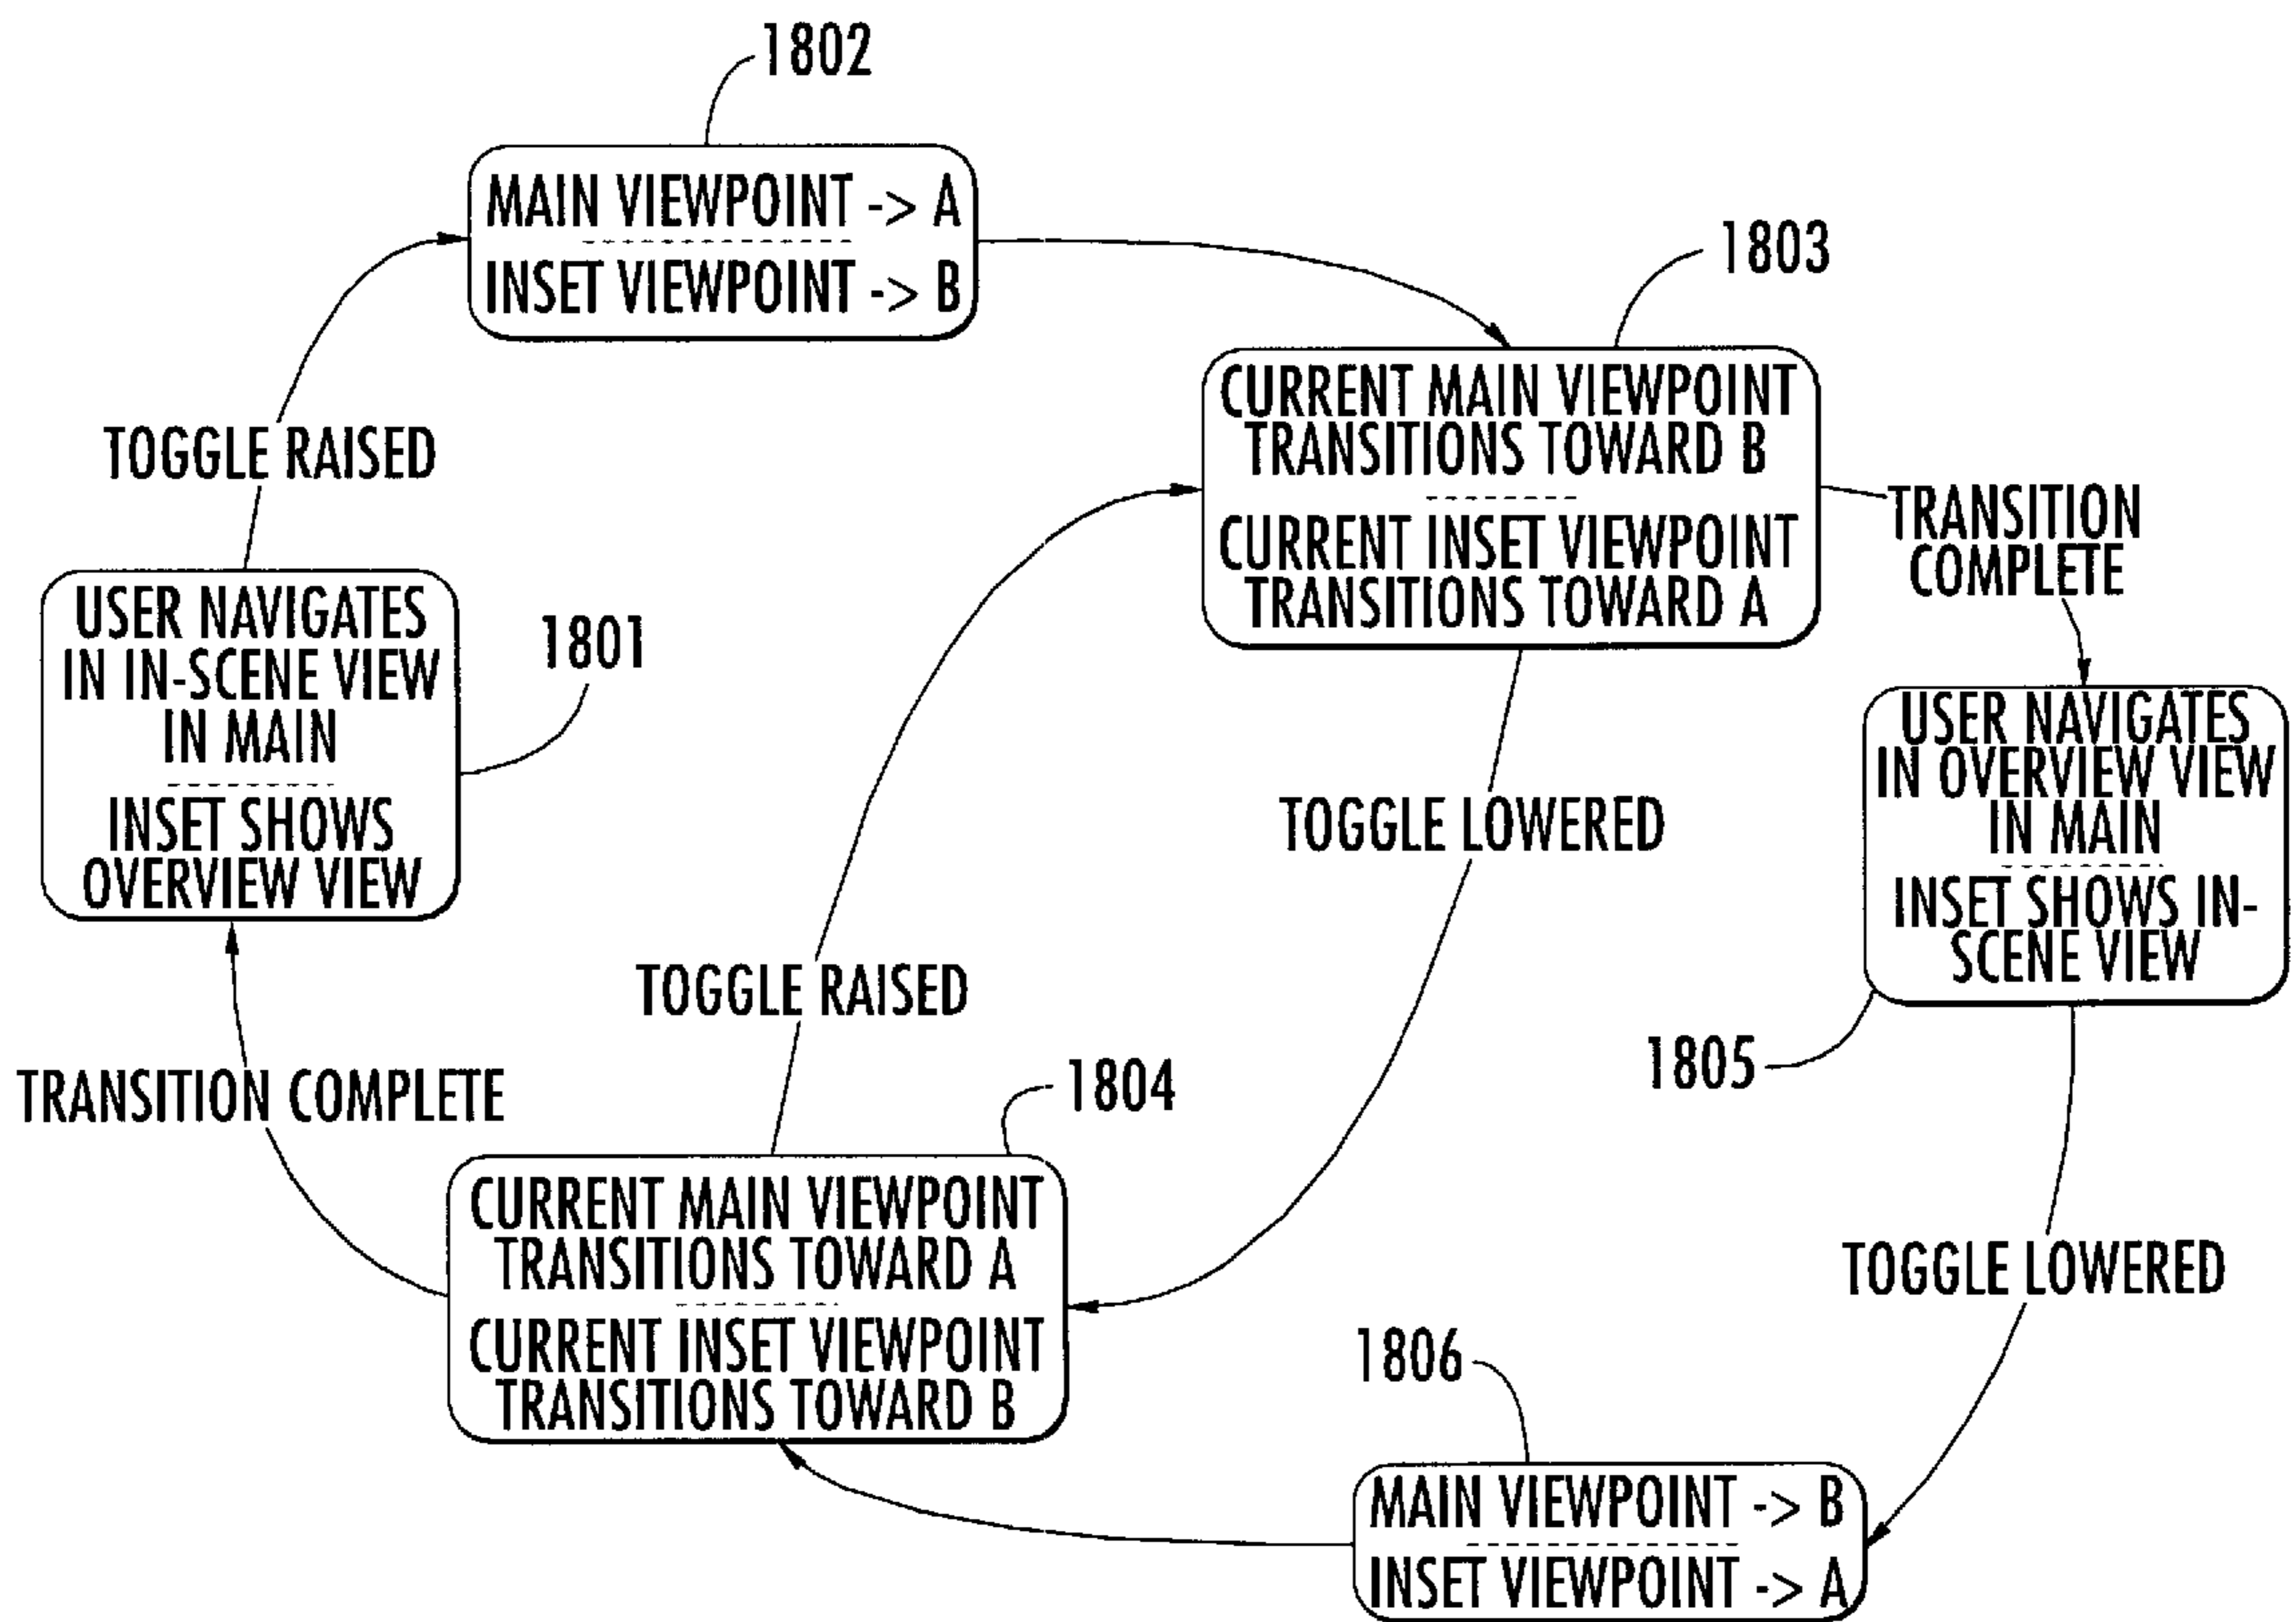 1802
MAIN VIEWPOINT -> A
INSET VIEWPOINT -> B
1803
CURRENT MAIN VIEWPOINT
TRANSITIONS TOWARD B
CURRENT INSET VIEWPOINT
TRANSITIONS TOWARD A
TOGGLE RAISED
TRANSITION
COMPLETE
USER NAVIGATES
IN IN-SCENE VIEW
IN MAIN
INSET SHOWS
OVERVIEW VIEW
1801
USER NAVIGATES
IN OVERVIEW VIEW
IN MAIN
INSET SHOWS IN-
SCENE VIEW
1805
TOGGLE LOWERED
TOGGLE RAISED
TRANSITION COMPLETE
1804
CURRENT MAIN VIEWPOINT
TRANSITIONS TOWARD A
CURRENT INSET VIEWPOINT
TRANSITIONS TOWARD B
TOGGLE LOWERED
1806
MAIN VIEWPOINT -> B
INSET VIEWPOINT -> A